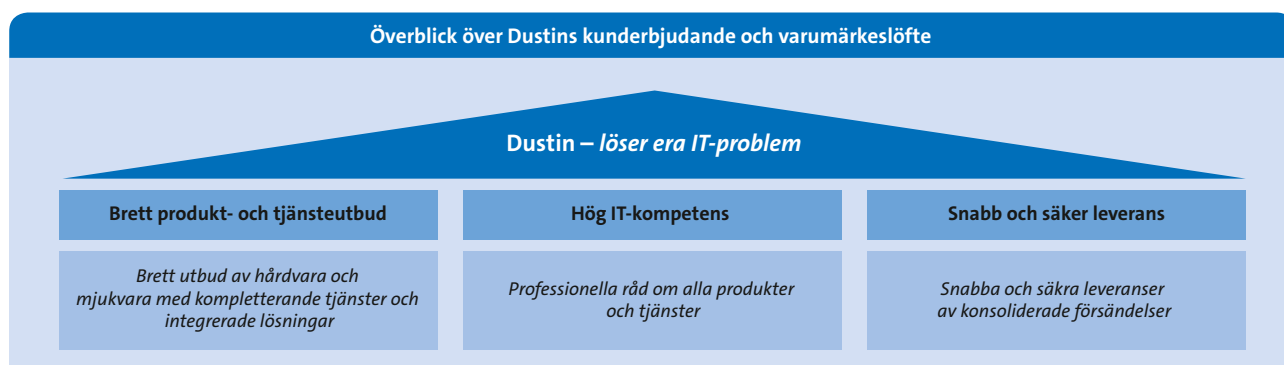 Överblick över Dustins kunderbjudande och varumärkeslöfte
Dustin – löser era IT-problem
Brett produkt- och tjänsteutbud
Hög IT-kompetens
Snabb och säker leverans
Brett utbud av hårdvara och
mjukvara med kompletterande tjänster och
integrerade lösningar
Professionella råd om alla produkter
och tjänster
Snabba och säkra leveranser
av konsoliderade försändelser